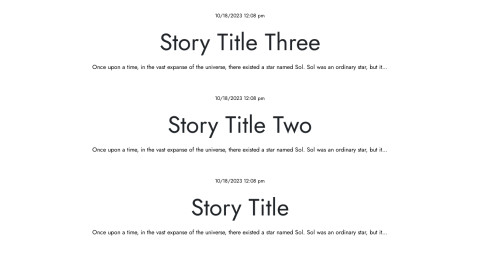 10/18/2023 12:08 pm
Story Title Three
Once upon a time, in the vast expanse of the universe, there existed a star named Sol. Sol was an ordinary star, but it...
10/18/2023 12:08 pm
Story Title Two
Once upon a time, in the vast expanse of the universe, there existed a star named Sol. Sol was an ordinary star, but it...
10/18/2023 12:08 pm
Story Title
Once upon a time, in the vast expanse of the universe, there existed a star named Sol. Sol was an ordinary star, but it...